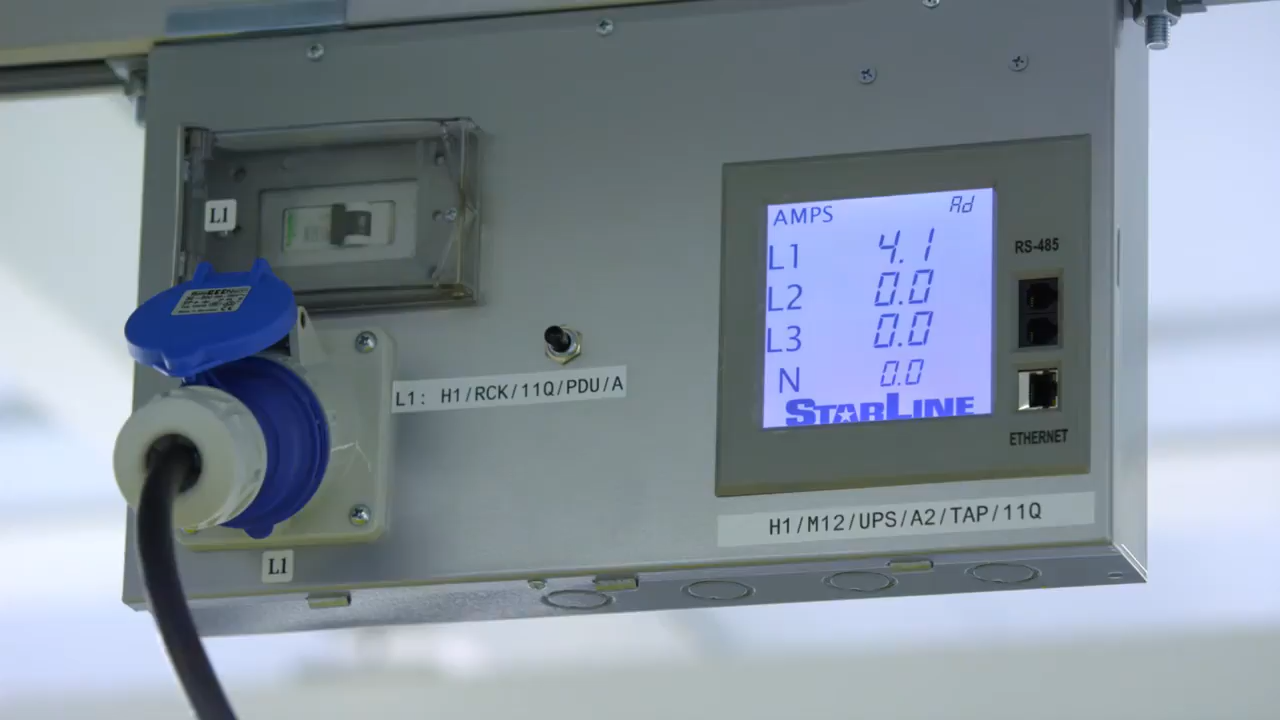 L1
AMPS Ad
L1 4.1
L2 0.0
L3 0.0
N 0.0
STARLINE
RS-485
ETHERNET
L1: H1/RCK/11Q/PDU/A
H1/M12/UPS/A2/TAP/11Q
L1